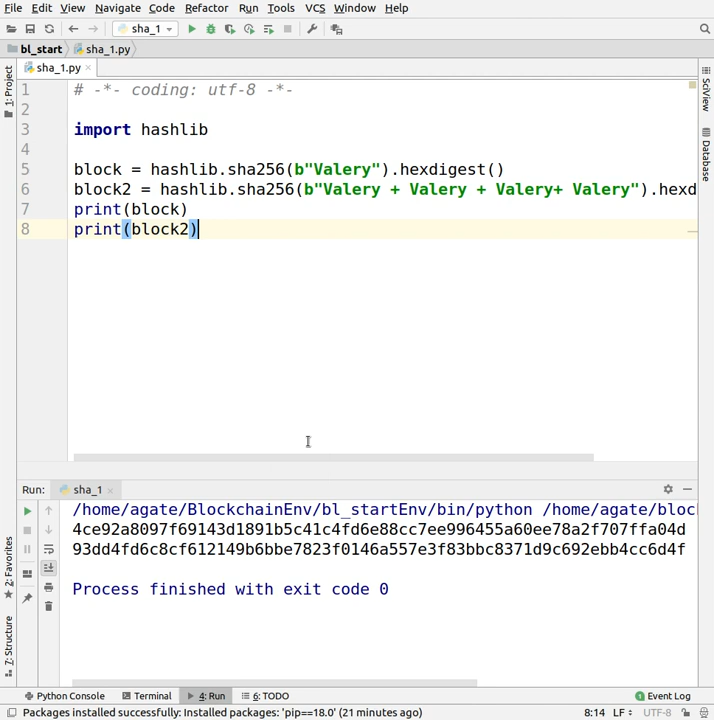 File Edit View Navigate Code Refactor Run Tools VCS Window Help
sha_1
bl_start sha_1.py
sha_1.py
1 # -*- coding: utf-8 -*-
2
3 import hashlib
4
5 block = hashlib.sha256(b"Valery").hexdigest()
6 block2 = hashlib.sha256(b"Valery + Valery + Valery+ Valery").hexd
7 print(block)
8 print(block2)
1: Project
2: Favorites
7: Structure
SciView
Database
Run: sha_1
/home/agate/BlockchainEnv/bl_startEnv/bin/python /home/agate/bloc
4ce92a8097f69143d1891b5c41c4fd6e88cc7ee996455a60ee78a2f707ffa04d
93dd4fd6c8cf612149b6bbe7823f0146a557e3f83bbc8371d9c692ebb4cc6d4f
Process finished with exit code 0
Python Console Terminal 4: Run 6: TODO 1 Event Log
Packages installed successfully: Installed packages: 'pip==18.0' (21 minutes ago) 8:14 LF UTF-8